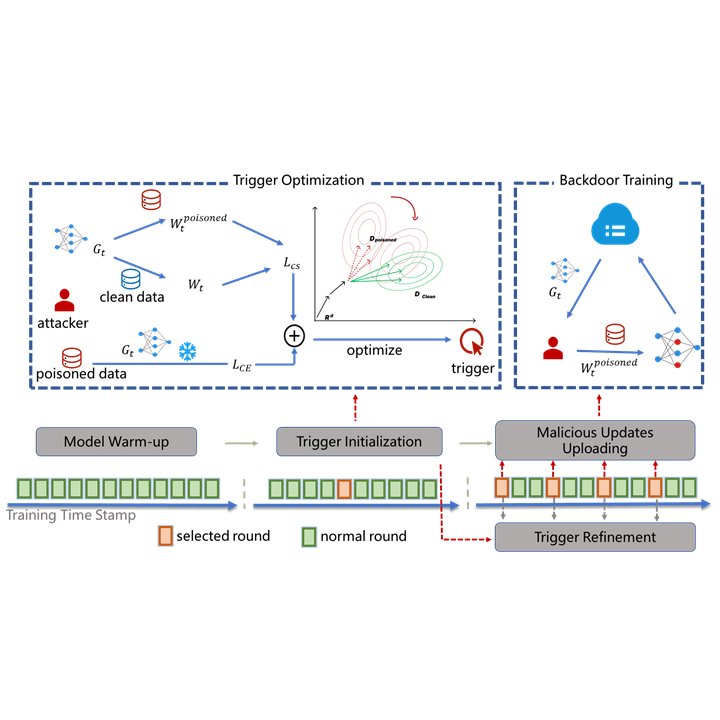 Trigger Optimization
Backdoor Training
G_t
W_t^{poisoned}
clean data
W_t
L_{cs}
attacker
G_t
poisoned data
L_{CE}
+
optimize
trigger
D_{poisoned}
D_{Clean}
R^d
G_t
W_t^{poisoned}
Model Warm-up
Trigger Initialization
Malicious Updates
Uploading
Training Time Stamp
selected round
normal round
Trigger Refinement